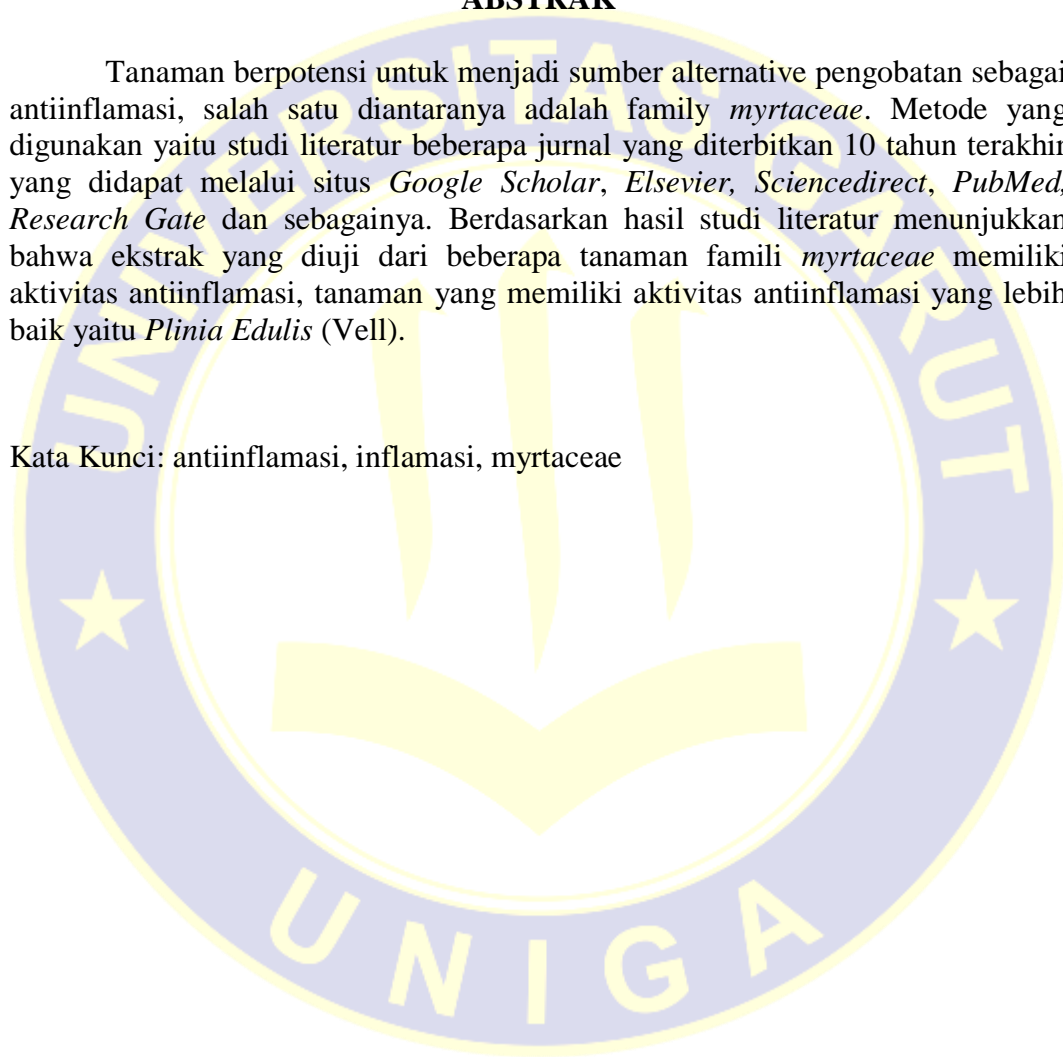 ABSTRAK
Tanaman berpotensi untuk menjadi sumber alternative pengobatan sebagai
antiinflamasi, salah satu diantaranya adalah family myrtaceae. Metode yang
digunakan yaitu studi literatur beberapa jurnal yang diterbitkan 10 tahun terakhir
yang didapat melalui situs Google Scholar, Elsevier, Sciencedirect, PubMed,
Research Gate dan sebagainya. Berdasarkan hasil studi literatur menunjukkan
bahwa ekstrak yang diuji dari beberapa tanaman famili myrtaceae memiliki
aktivitas antiinflamasi, tanaman yang memiliki aktivitas antiinflamasi yang lebih
baik yaitu Plinia Edulis (Vell).
Kata Kunci: antiinflamasi, inflamasi, myrtaceae
UNIVERSITAS GARUT
UNIGA